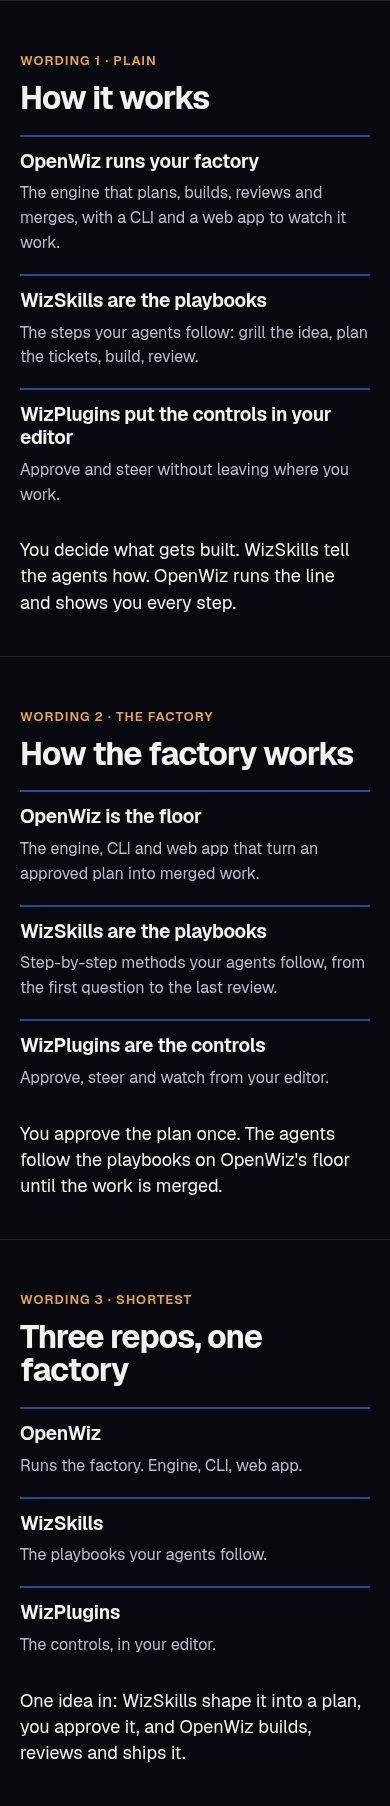 WORDING 1 · PLAIN
How it works
OpenWiz runs your factory
The engine that plans, builds, reviews and
merges, with a CLI and a web app to watch it
work.
WizSkills are the playbooks
The steps your agents follow: grill the idea, plan
the tickets, build, review.
WizPlugins put the controls in your
editor
Approve and steer without leaving where you
work.
You decide what gets built. WizSkills tell
the agents how. OpenWiz runs the line
and shows you every step.
WORDING 2 · THE FACTORY
How the factory works
OpenWiz is the floor
The engine, CLI and web app that turn an
approved plan into merged work.
WizSkills are the playbooks
Step-by-step methods your agents follow, from
the first question to the last review.
WizPlugins are the controls
Approve, steer and watch from your editor.
You approve the plan once. The agents
follow the playbooks on OpenWiz's floor
until the work is merged.
WORDING 3 · SHORTEST
Three repos, one
factory
OpenWiz
Runs the factory. Engine, CLI, web app.
WizSkills
The playbooks your agents follow.
WizPlugins
The controls, in your editor.
One idea in: WizSkills shape it into a plan,
you approve it, and OpenWiz builds,
reviews and ships it.